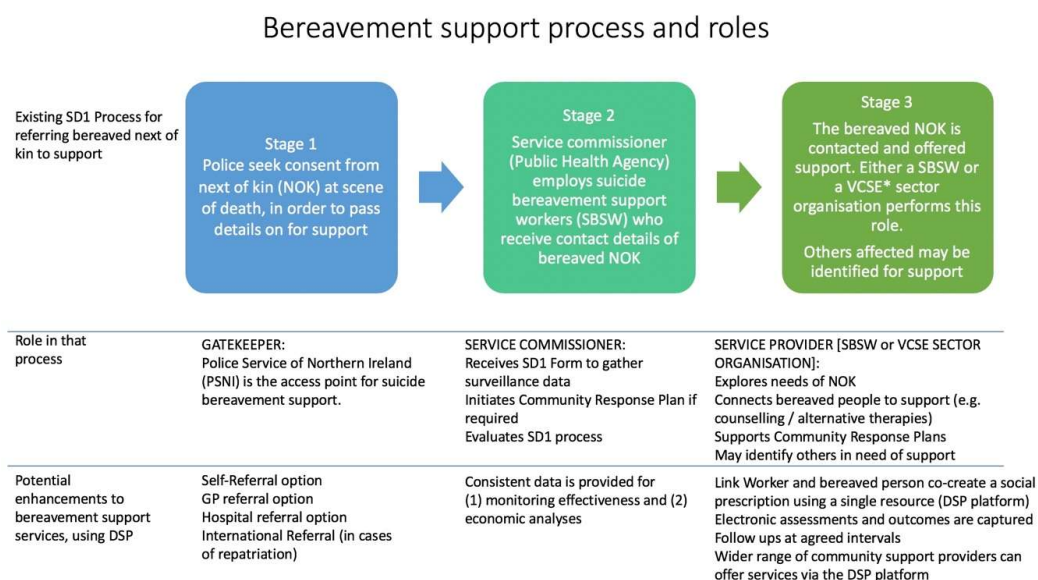 Bereavement support process and roles
Existing SD1 Process for
referring bereaved next of
kin to support
Stage 1
Police seek consent from
next of kin (NOK) at scene
of death, in order to pass
details on for support
Stage 2
Service commissioner
(Public Health Agency)
employs suicide
bereavement support
workers (SBSW) who
receive contact details of
bereaved NOK
Stage 3
The bereaved NOK is
contacted and offered
support. Either a SBSW or
a VCSE* sector
organisation performs this
role.
Others affected may be
identified for support
Role in that
process
GATEKEEPER:
Police Service of Northern Ireland
(PSNI) is the access point for suicide
bereavement support.
SERVICE COMMISSIONER:
Receives SD1 Form to gather
surveillance data
Initiates Community Response Plan if
required
Evaluates SD1 process
SERVICE PROVIDER [SBSW or VCSE SECTOR
ORGANISATION]:
Explores needs of NOK
Connects bereaved people to support (e.g.
counselling / alternative therapies)
Supports Community Response Plans
May identify others in need of support
Potential
enhancements to
bereavement support
services, using DSP
Self-Referral option
GP referral option
Hospital referral option
International Referral (in cases
of repatriation)
Consistent data is provided for
(1) monitoring effectiveness and (2)
economic analyses
Link Worker and bereaved person co-create a social
prescription using a single resource (DSP platform)
Electronic assessments and outcomes are captured
Follow ups at agreed intervals
Wider range of community support providers can
offer services via the DSP platform